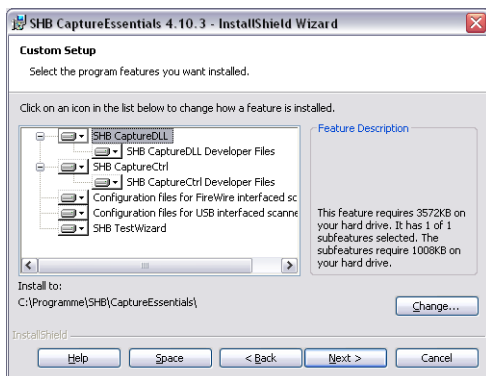 SHB CaptureEssentials 4.10.3 - InstallShield Wizard
Custom Setup
Select the program features you want installed.
Click on an icon in the list below to change how a feature is installed.
SHB CaptureDLL
SHB CaptureDLL Developer Files
SHB CaptureCtrl
SHB CaptureCtrl Developer Files
Configuration files for FireWire interfaced sc
Configuration files for USB interfaced scanne
SHB TestWizard
Feature Description
This feature requires 3572KB on
your hard drive. It has 1 of 1
subfeatures selected. The
subfeatures require 1008KB on
your hard drive.
Install to:
C:\Programme\SHB\CaptureEssentials\
Change...
InstallShield
Help
Space
< Back
Next >
Cancel